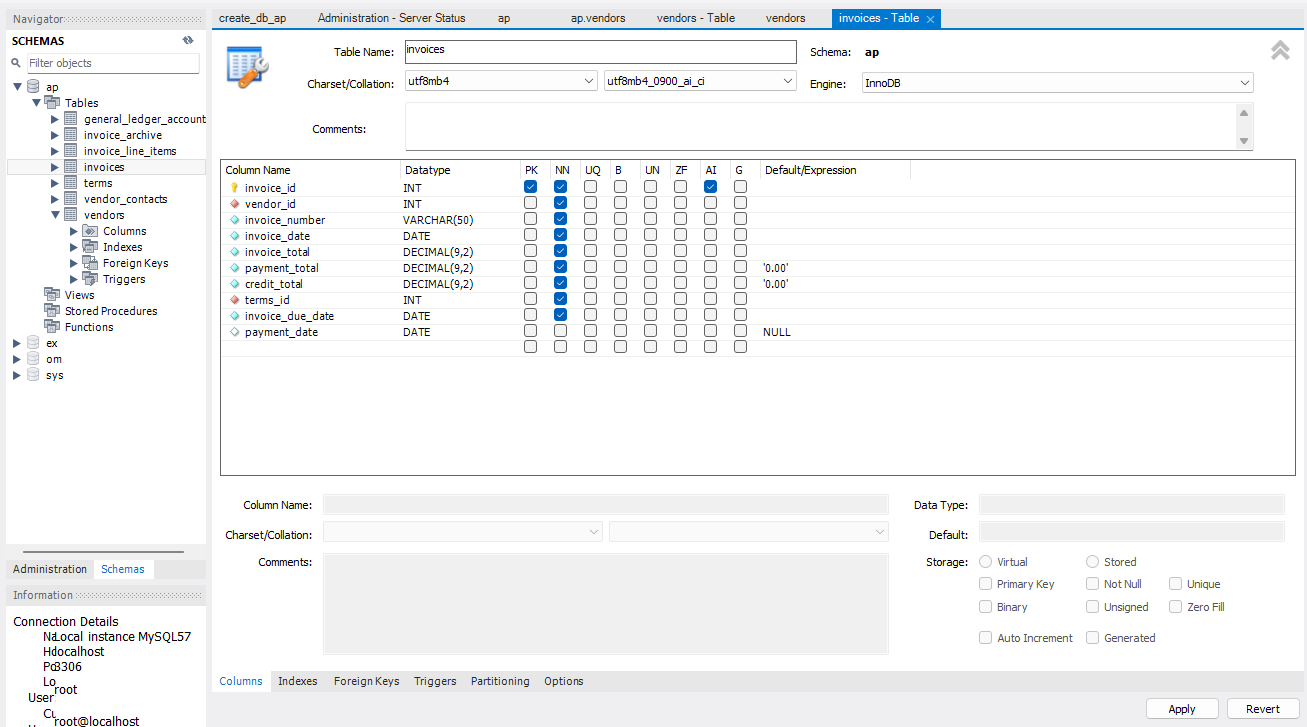 Navigator
SCHEMAS
Filter objects
ap
Tables
general_ledger_account
invoice_archive
invoice_line_items
invoices
terms
vendor_contacts
vendors
Columns
Indexes
Foreign Keys
Triggers
Views
Stored Procedures
Functions
ex
om
sys
Administration Schemas
Information
Connection Details
Local instance MySQL57
localhost
3306
Lo
root
User
root@localhost
create_db_ap Administration - Server Status ap ap.vendors vendors - Table vendors invoices - Table
Table Name: invoices Schema: ap
Charset/Collation: utf8mb4 utf8mb4_0900_ai_ci Engine: InnoDB
Comments:
Column Name Datatype PK NN UQ B UN ZF AI G Default/Expression
invoice_id INT
vendor_id INT
invoice_number VARCHAR(50)
invoice_date DATE
invoice_total DECIMAL(9,2)
payment_total DECIMAL(9,2) '0.00'
credit_total DECIMAL(9,2) '0.00'
terms_id INT
invoice_due_date DATE
payment_date DATE NULL
Column Name: Data Type:
Charset/Collation: Default:
Comments: Storage: Virtual Stored
Primary Key Not Null Unique
Binary Unsigned Zero Fill
Auto Increment Generated
Columns Indexes Foreign Keys Triggers Partitioning Options
Apply Revert